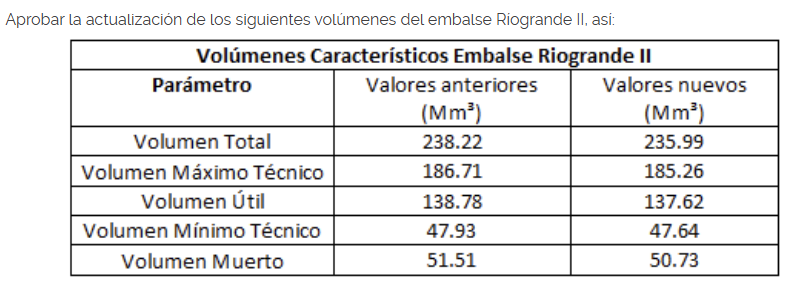 Aprobar la actualización de los siguientes volúmenes del embalse Riogrande II, así:
Volúmenes Característicos Embalse Riogrande II
Parámetro Valores anteriores (Mm³) Valores nuevos (Mm³)
Volumen Total 238.22 235.99
Volumen Máximo Técnico 186.71 185.26
Volumen Útil 138.78 137.62
Volumen Mínimo Técnico 47.93 47.64
Volumen Muerto 51.51 50.73